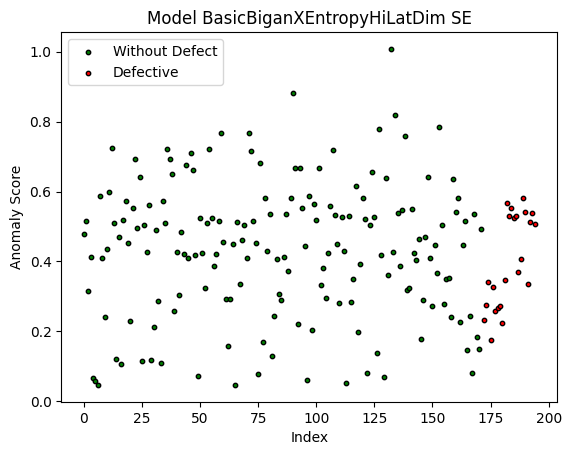 Model BasicBiganXEntropyHiLatDim SE
Without Defect
Defective
1.0
0.8
0.6
0.4
0.2
0.0
Anomaly Score
0 25 50 75 100 125 150 175 200
Index